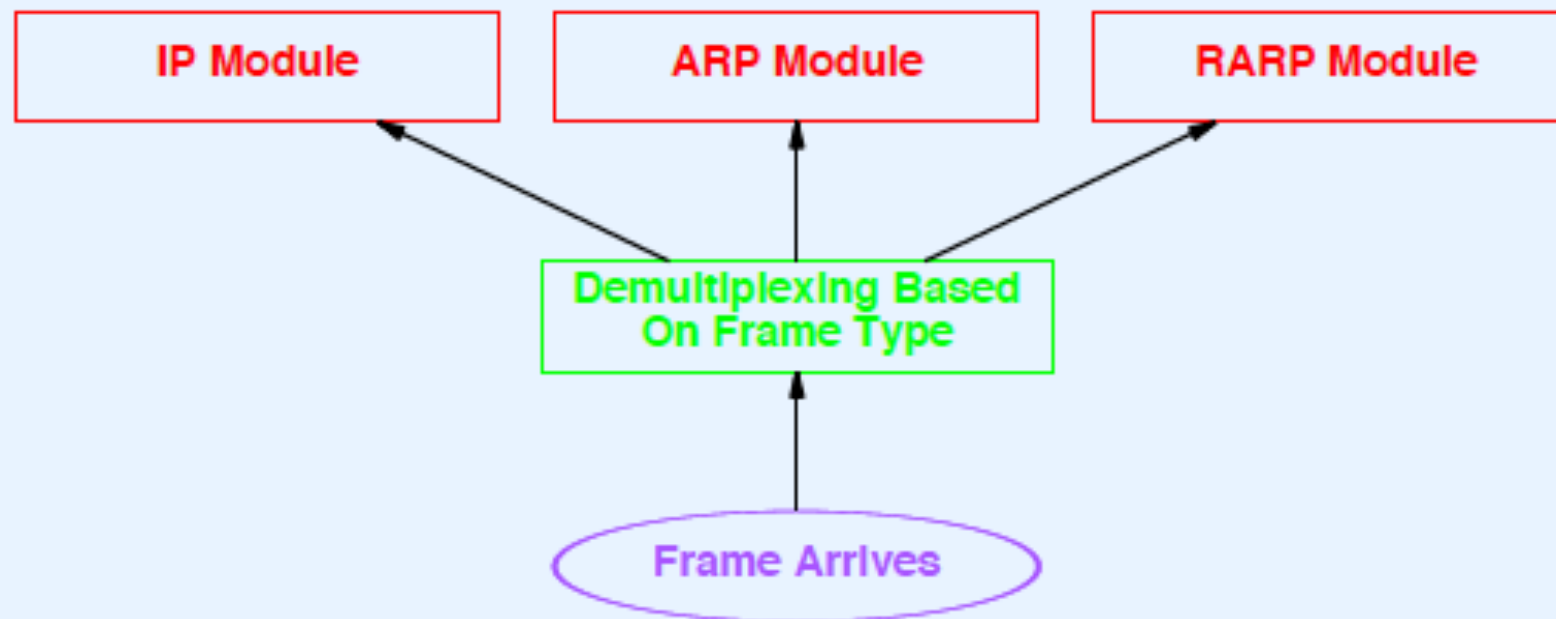 IP Module
ARP Module
RARP Module
Demultiplexing Based
On Frame Type
Frame Arrives